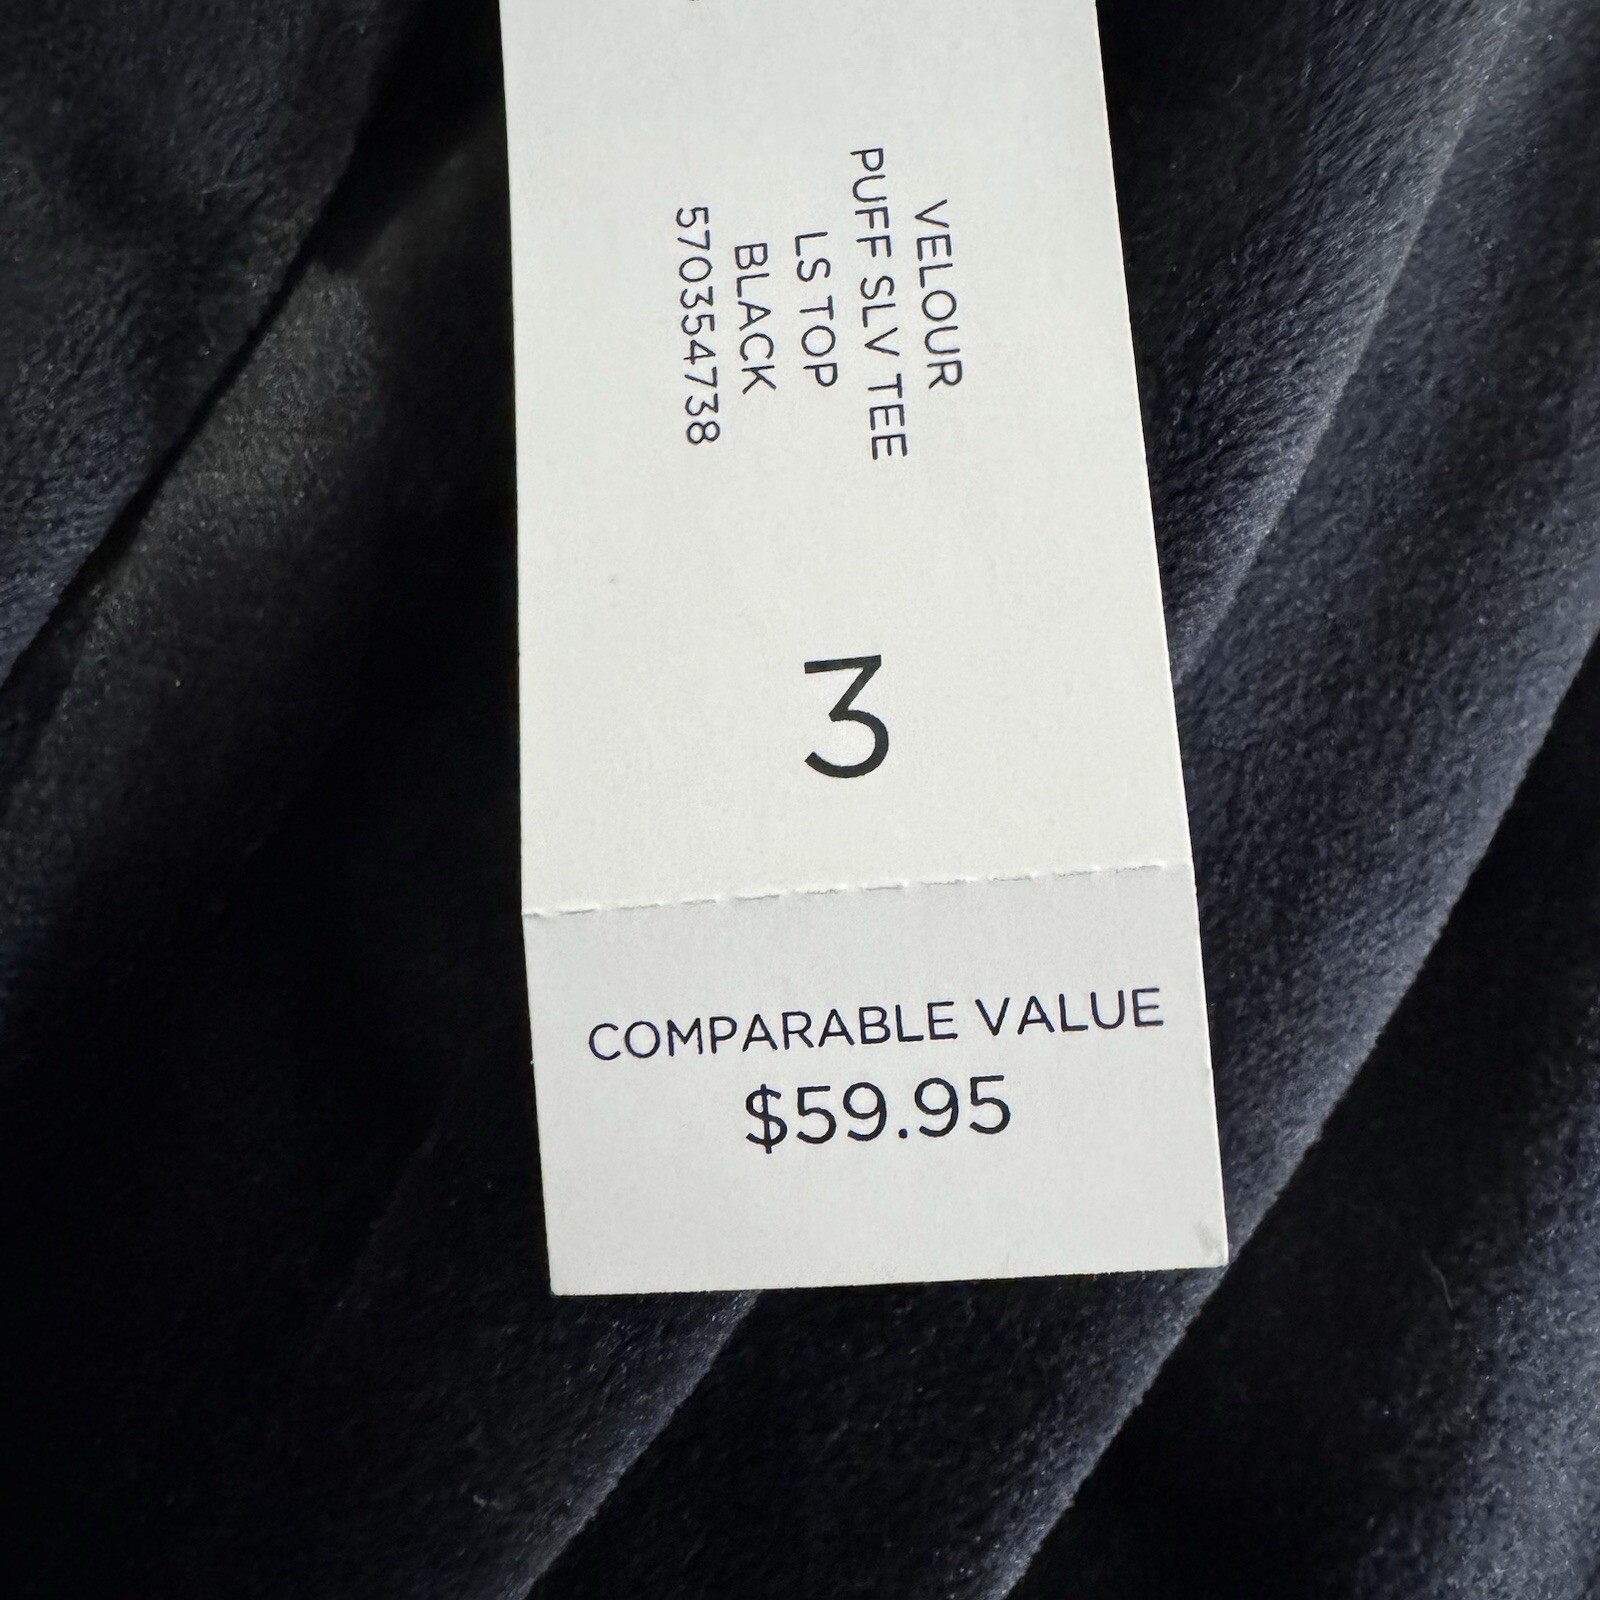 VELOUR
PUFF SLV TEE
LS TOP
BLACK
570354738
3
COMPARABLE VALUE
$59.95